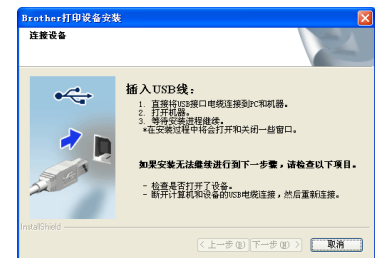 Brother打印设备安装
连接设备
插入USB线：
1. 直接将USB接口电缆连接到PC和机器。
2. 打开机器。
3. 等待安装进程继续。
*在安装过程中将会打开和关闭一些窗口。
如果安装无法继续进行到下一步骤，请检查以下项目。
- 检查是否打开了设备。
- 断开计算机和设备的USB电缆连接，然后重新连接。
InstallShield
< 上一步(B) 下一步(N) > 取消